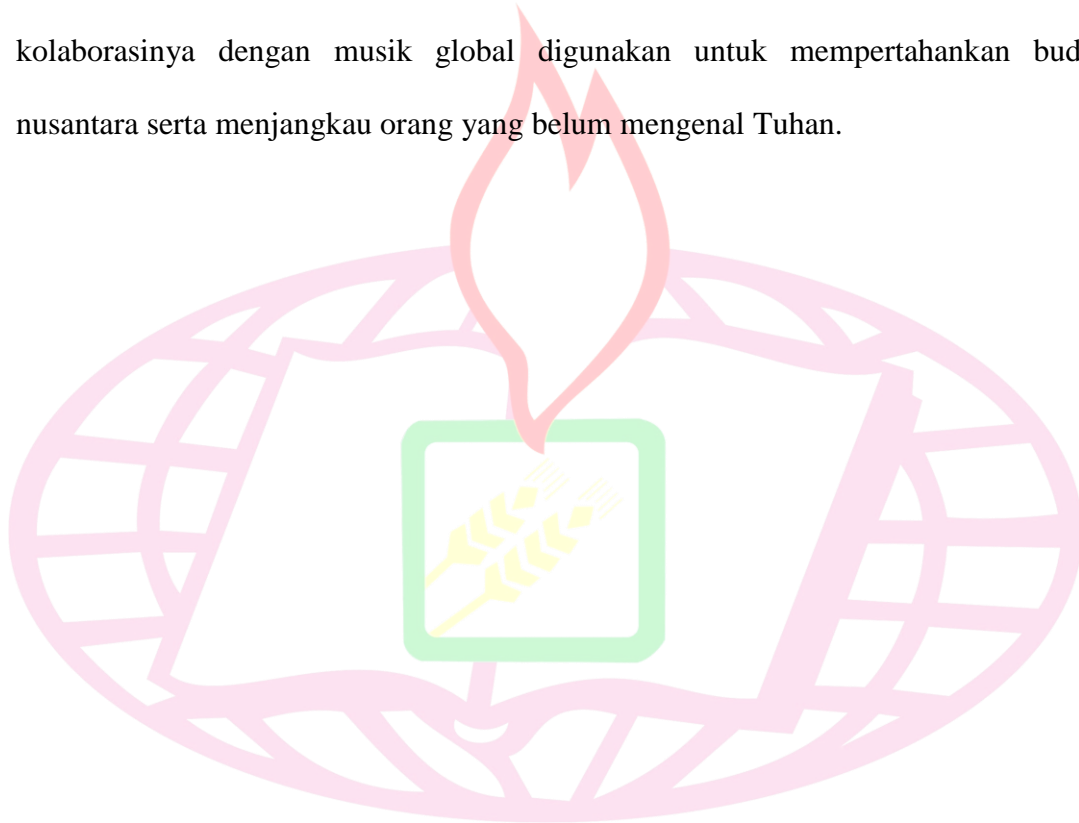 kolaborasinya dengan musik global digunakan untuk mempertahankan bud
nusantara serta menjangkau orang yang belum mengenal Tuhan.